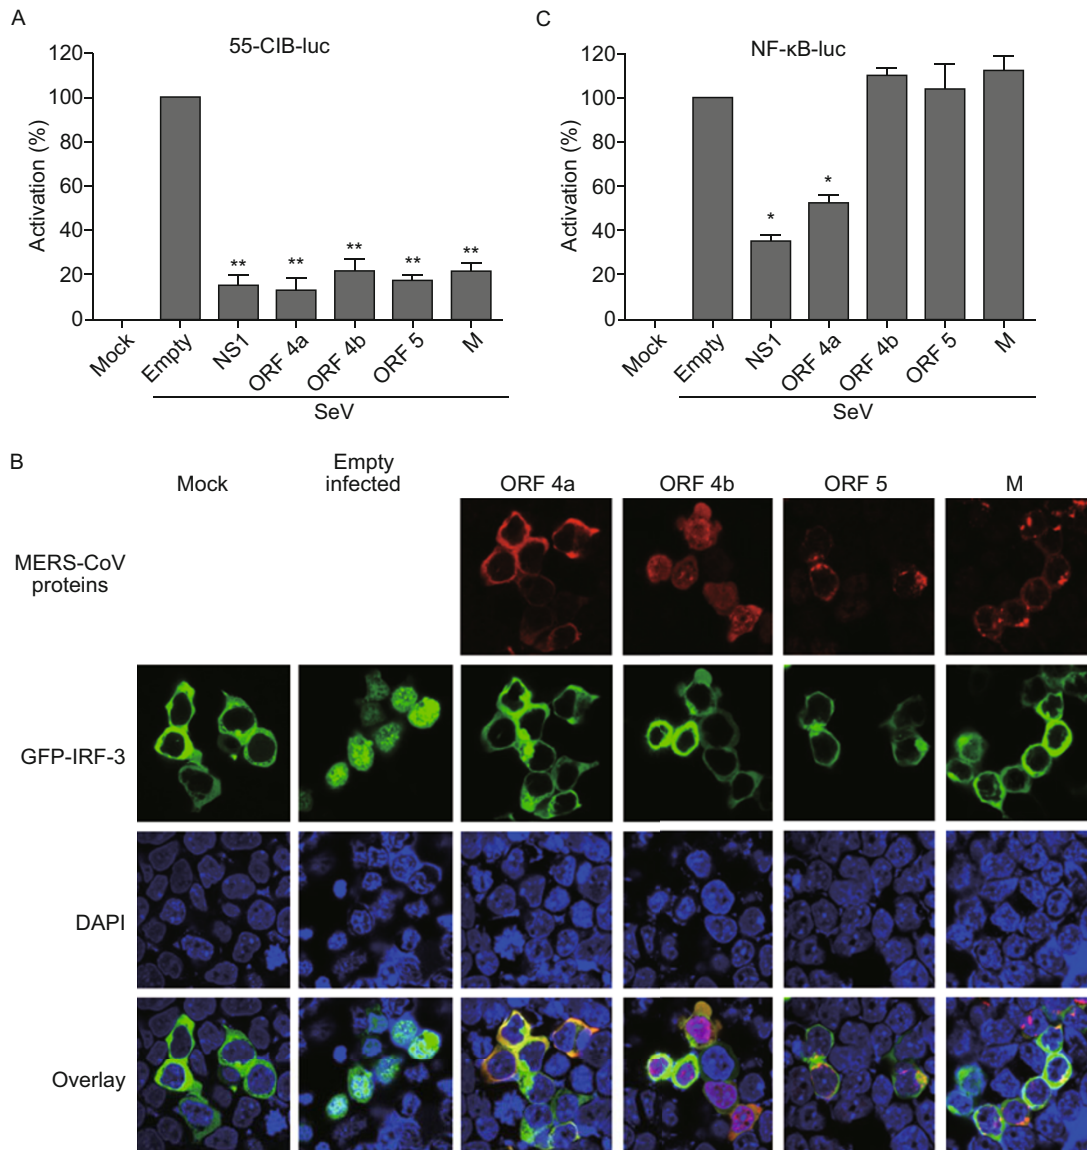 A
55-CIB-luc
Activation (%)
120
100
80
60
40
20
0
** ** ** ** **
Mock Empty NS1 ORF 4a ORF 4b ORF 5 M
SeV
C
NF-κB-luc
Activation (%)
120
100
80
60
40
20
0
* *
Mock Empty NS1 ORF 4a ORF 4b ORF 5 M
SeV
B
Mock
Empty
infected
ORF 4a
ORF 4b
ORF 5
M
MERS-CoV
proteins
GFP-IRF-3
DAPI
Overlay